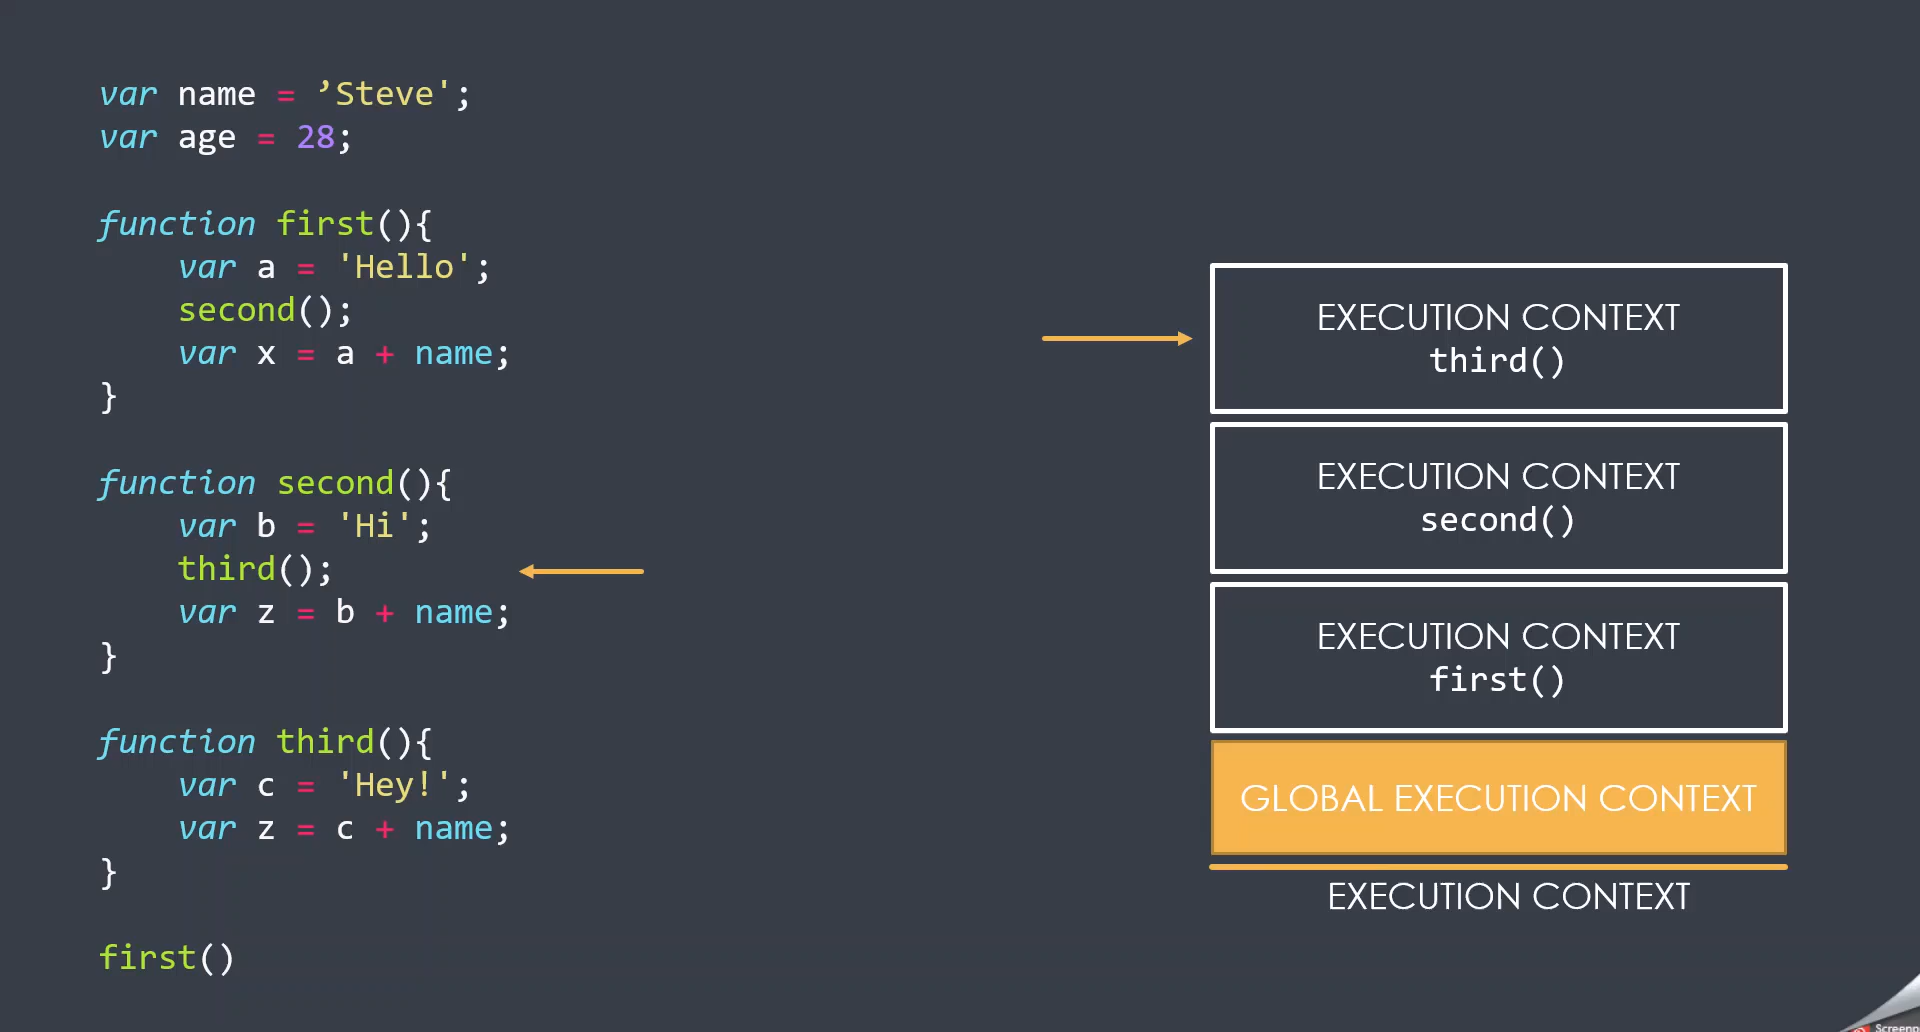 var name = ’Steve';
var age = 28;
function first(){
    var a = 'Hello';
    second();
    var x = a + name;
}
function second(){
    var b = 'Hi';
    third();
    var z = b + name;
}
function third(){
    var c = 'Hey!';
    var z = c + name;
}
first()
EXECUTION CONTEXT
third()
EXECUTION CONTEXT
second()
EXECUTION CONTEXT
first()
GLOBAL EXECUTION CONTEXT
EXECUTION CONTEXT